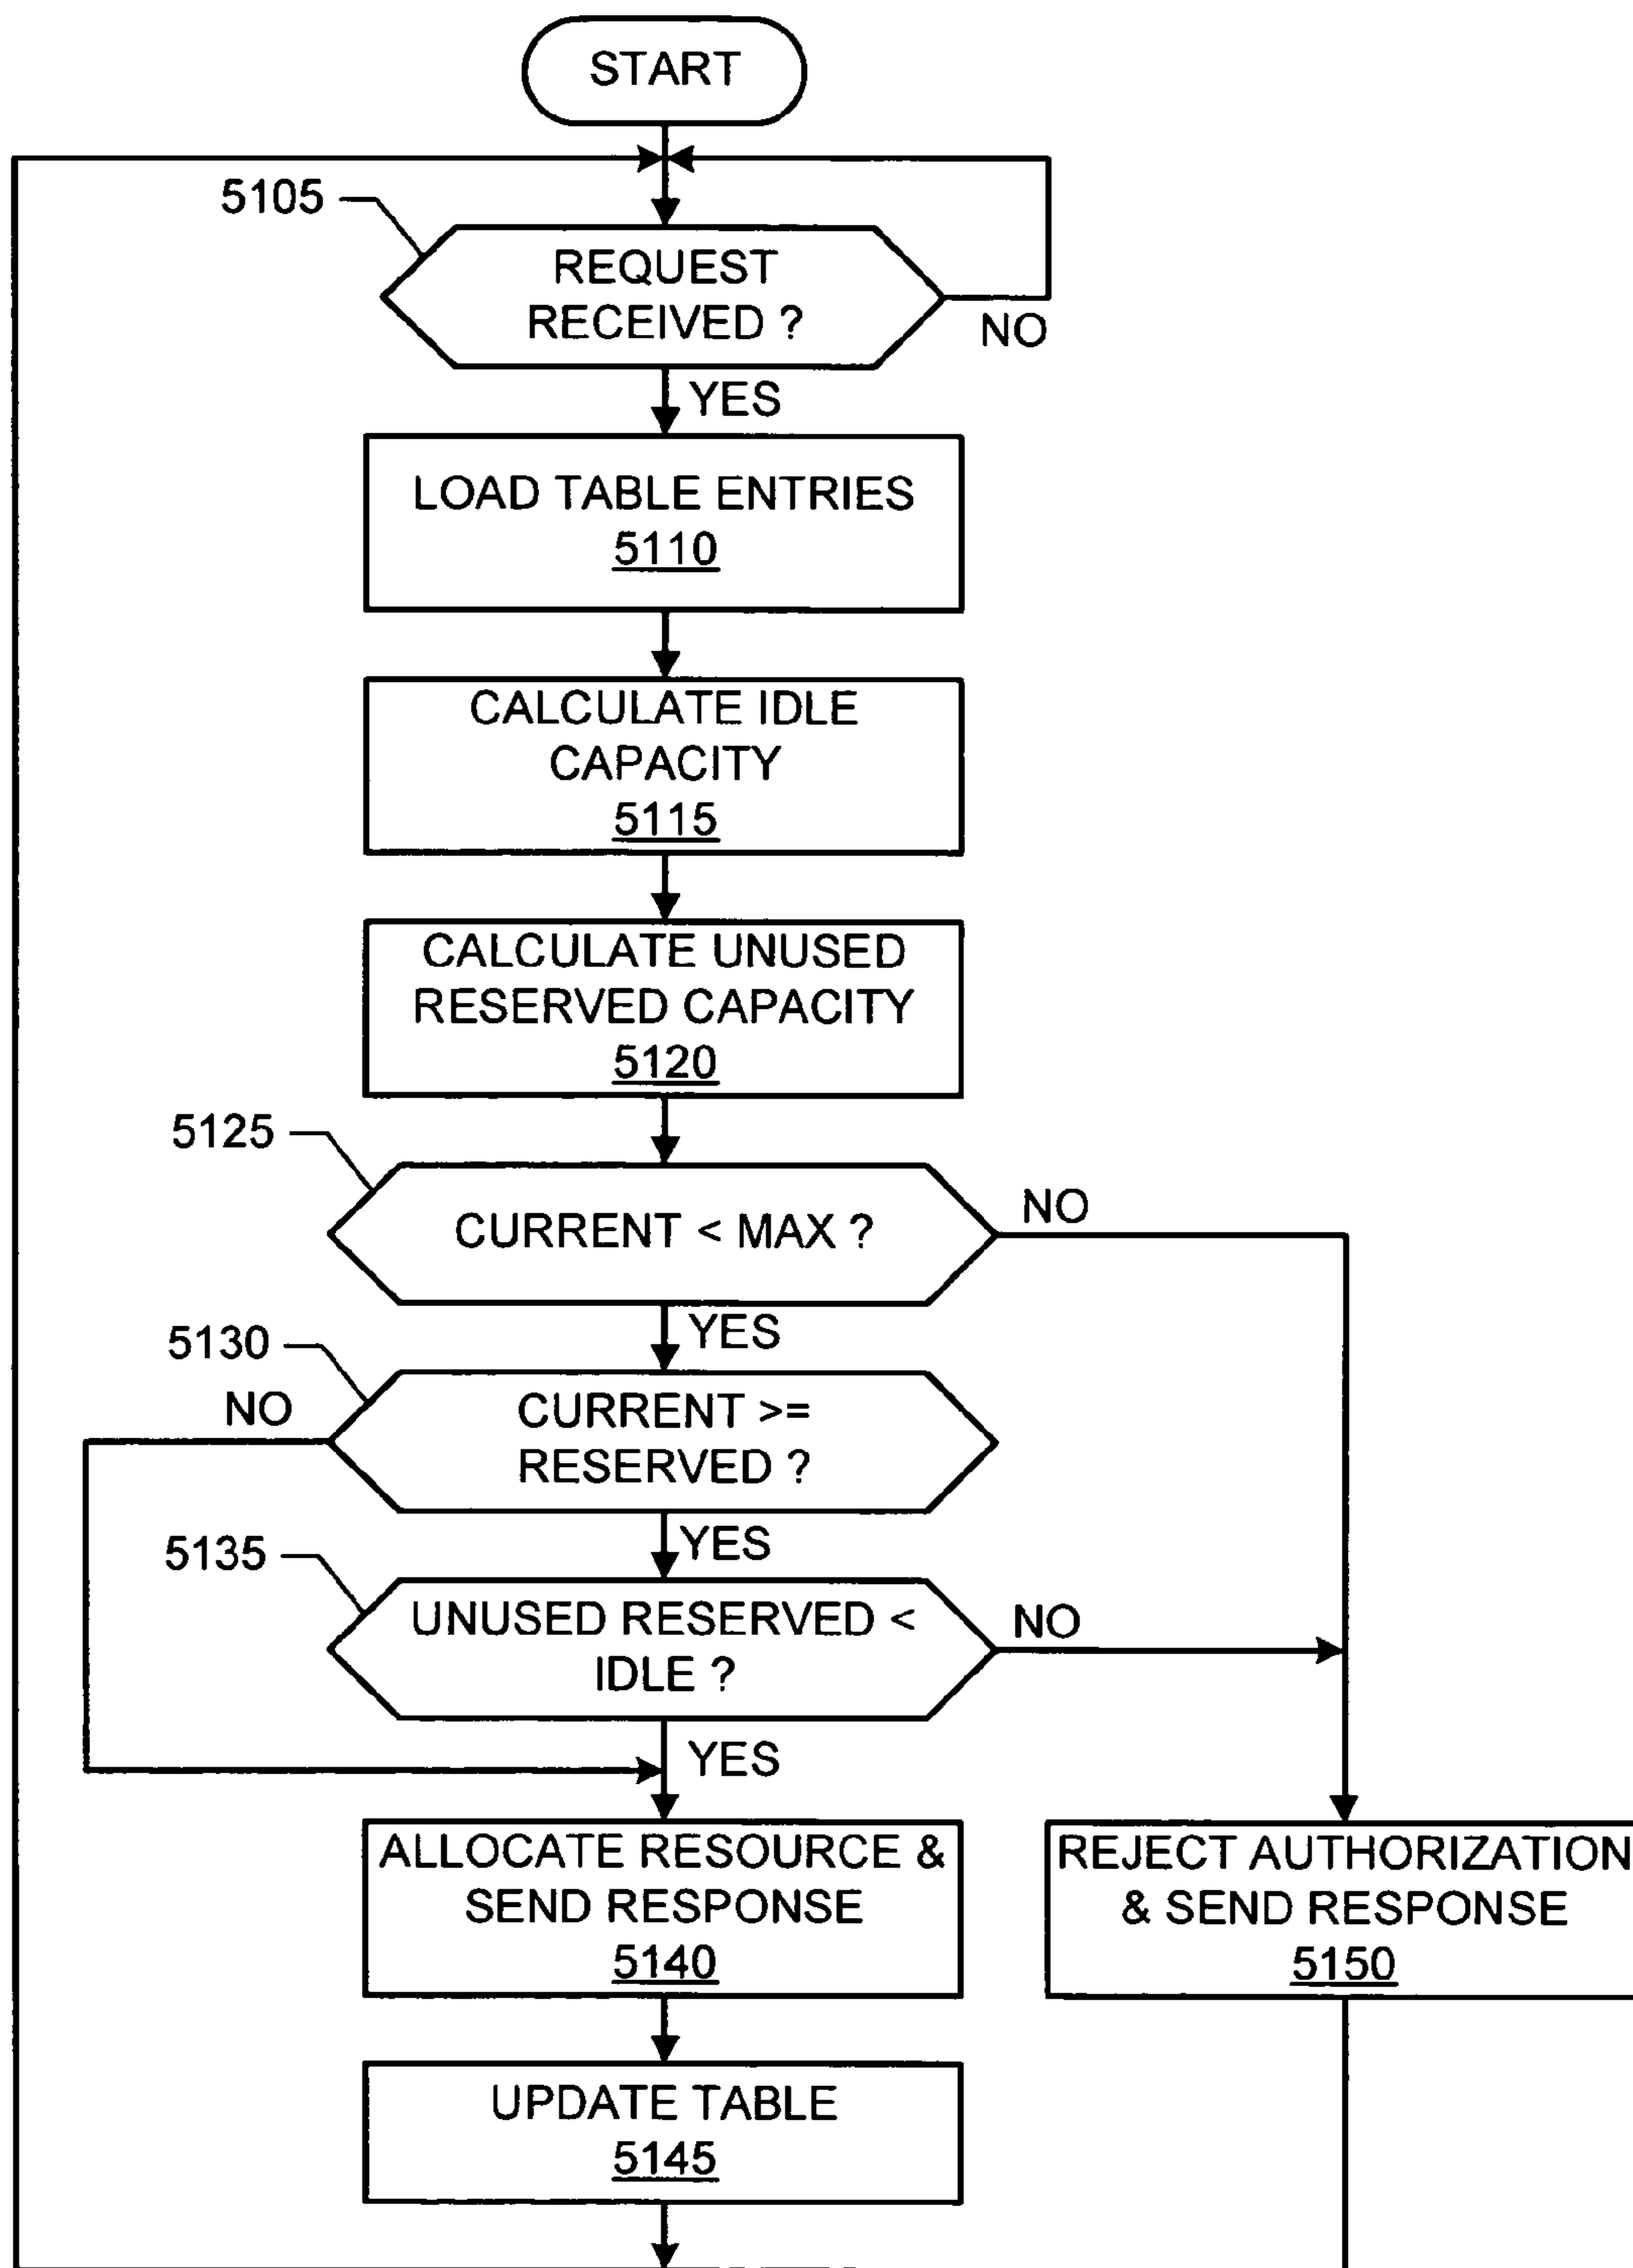 START
5105
REQUEST
RECEIVED ?
NO
YES
LOAD TABLE ENTRIES
5110
CALCULATE IDLE
CAPACITY
5115
CALCULATE UNUSED
RESERVED CAPACITY
5120
5125
CURRENT < MAX ?
NO
YES
5130
NO
CURRENT >=
RESERVED ?
YES
5135
UNUSED RESERVED <
IDLE ?
NO
YES
ALLOCATE RESOURCE &
SEND RESPONSE
5140
REJECT AUTHORIZATION
& SEND RESPONSE
5150
UPDATE TABLE
5145